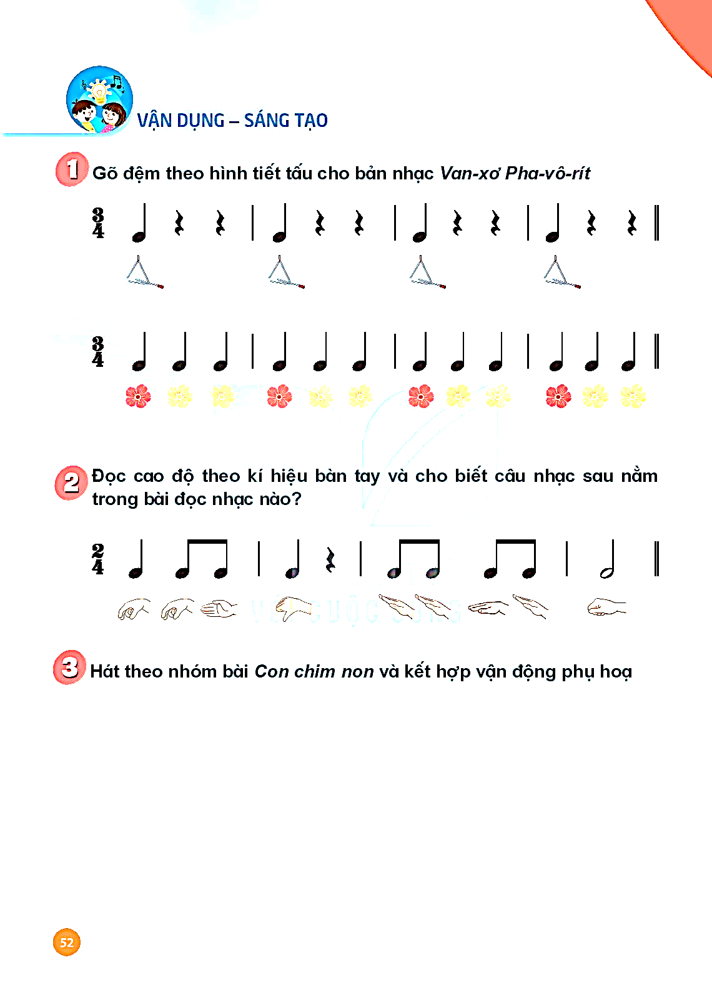 VẬN DỤNG – SÁNG TẠO
1 Gõ đệm theo hình tiết tấu cho bản nhạc Van-xơ Pha-vô-rít
3
4
3
4
2 Đọc cao độ theo kí hiệu bàn tay và cho biết câu nhạc sau nằm
trong bài đọc nhạc nào?
2
4
VỚI CUỘC SỐNG
3 Hát theo nhóm bài Con chim non và kết hợp vận động phụ hoạ
52